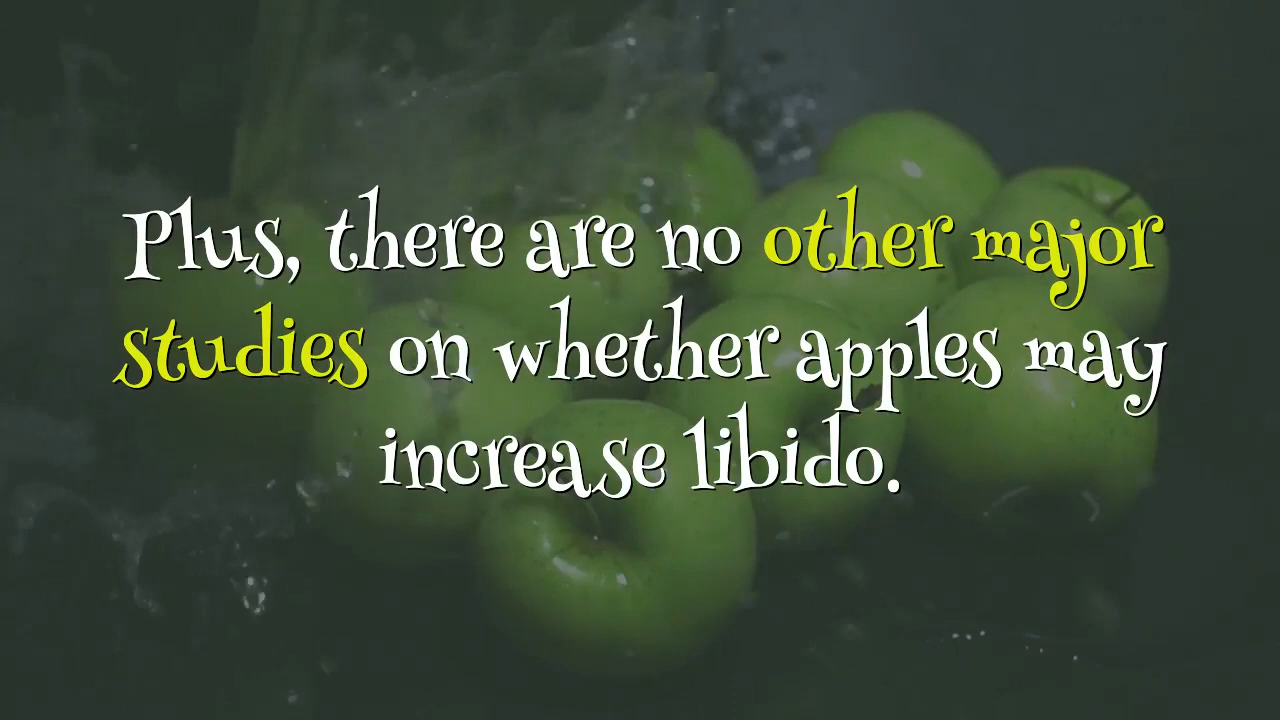 Plus, there are no other major
studies on whether apples may
increase libido.